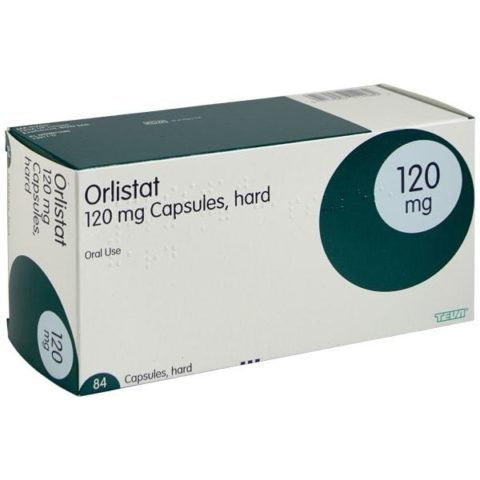 Orlistat
120 mg Capsules, hard
Oral Use
120
mg
TEVA
84 Capsules, hard
Orlistat
120 mg
Capsules,
hard
120
mg